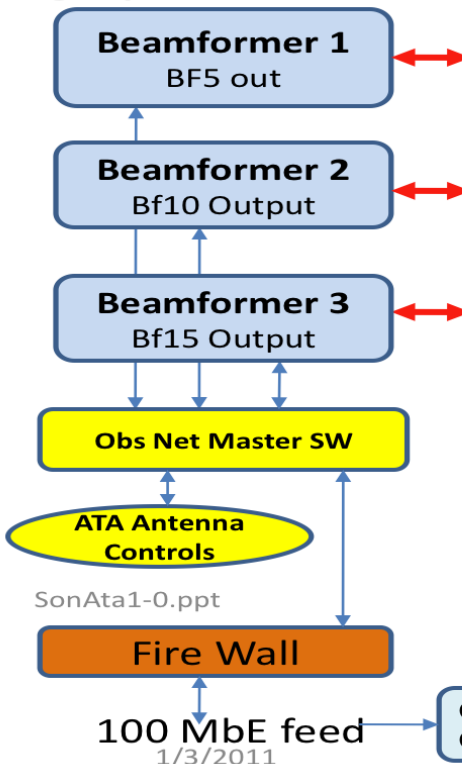 Beamformer 1
BF5 out
Beamformer 2
Bf10 Output
Beamformer 3
Bf15 Output
Obs Net Master SW
ATA Antenna
Controls
SonAta1-0.ppt
Fire Wall
100 MbE feed
1/3/2011